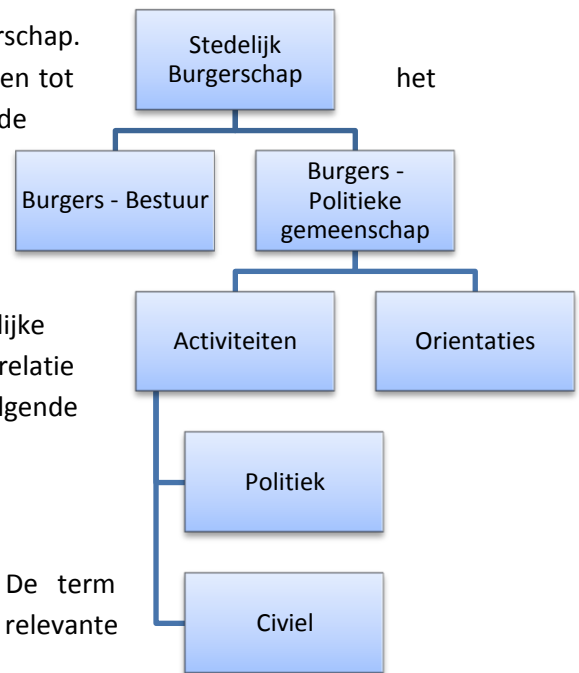 rschap.
en tot
het
de
Stedelijk
Burgerschap
Burgers - Bestuur
Burgers -
Politieke
gemeenschap
lijke
relatie
lgende
Activiteiten
Orientaties
Politiek
De term
relevante
Civiel